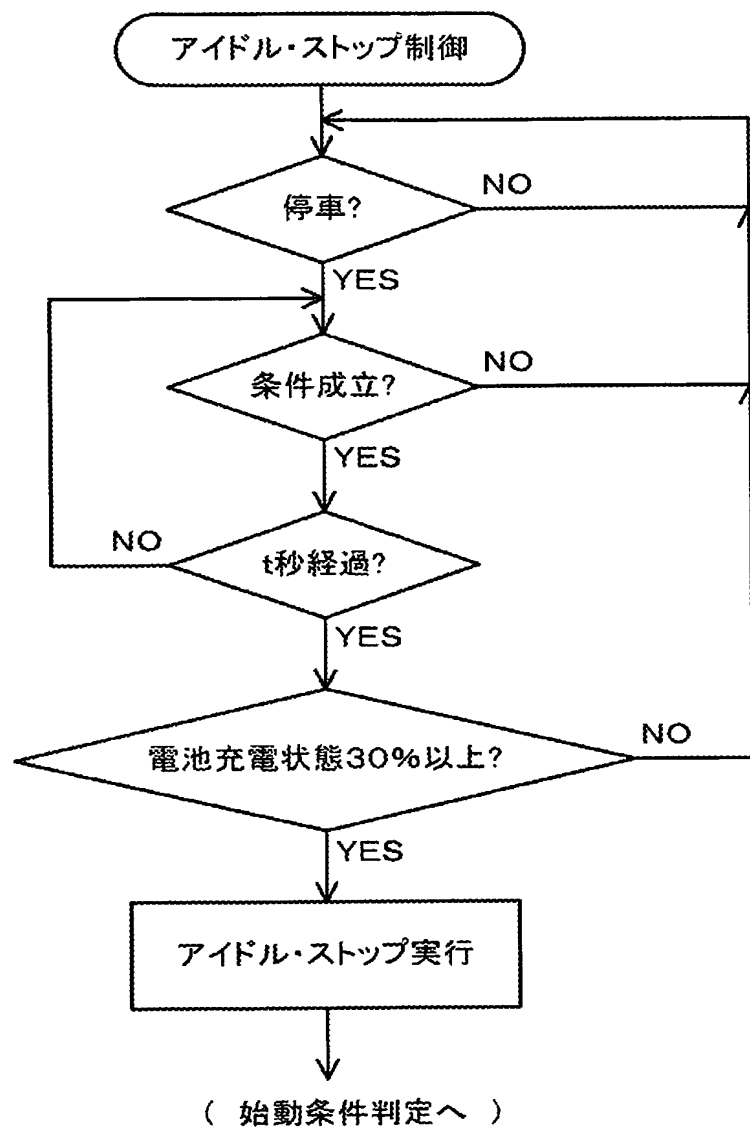 アイドル・ストップ制御
停車?
NO
YES
条件成立?
NO
YES
t秒経過?
NO
YES
電池充電状態30%以上?
NO
YES
アイドル・ストップ実行
( 始動条件判定へ )